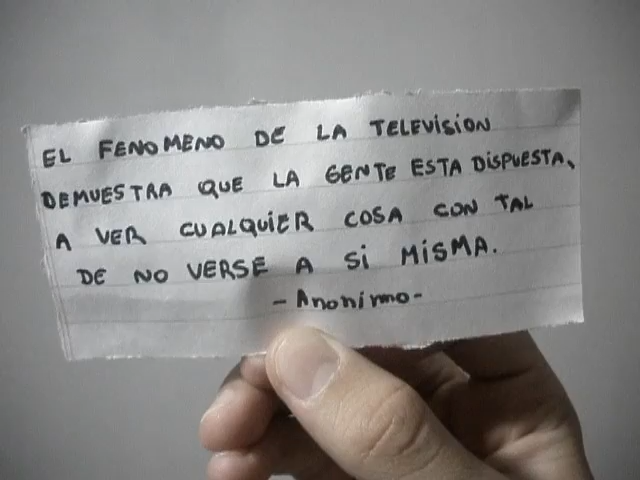 EL FENOMENO DE LA TELEVISION
DEMUESTRA QUE LA GENTE ESTA DISPUESTA,
A VER CUALQUIER COSA CON TAL
DE NO VERSE A Si MiSMA.
-Anonimo-